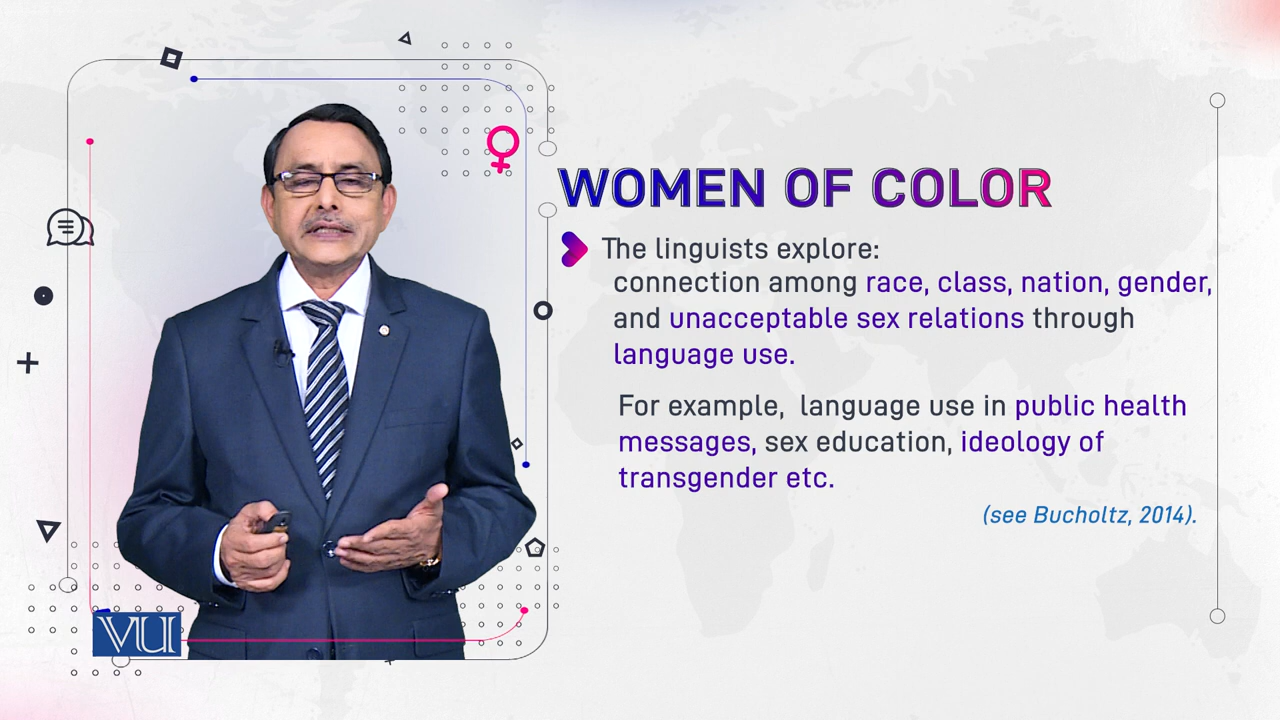 WOMEN OF COLOR
The linguists explore:
connection among race, class, nation, gender,
and unacceptable sex relations through
language use.
For example,  language use in public health
messages, sex education, ideology of
transgender etc.
(see Bucholtz, 2014).
VU